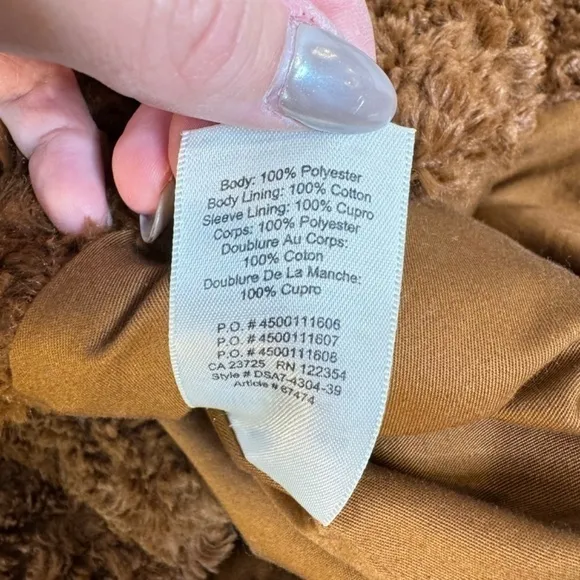 Body: 100% Polyester
Body Lining: 100% Cotton
Sleeve Lining: 100% Cupro
Corps: 100% Polyester
Doublure Au Corps:
100% Coton
Doublure De La Manche:
100% Cupro
P.O. # 4500111606
P.O. # 4500111607
P.O. # 4500111608
CA 23725 RN 122354
Style # DSA7-4304-39
Article # 67474